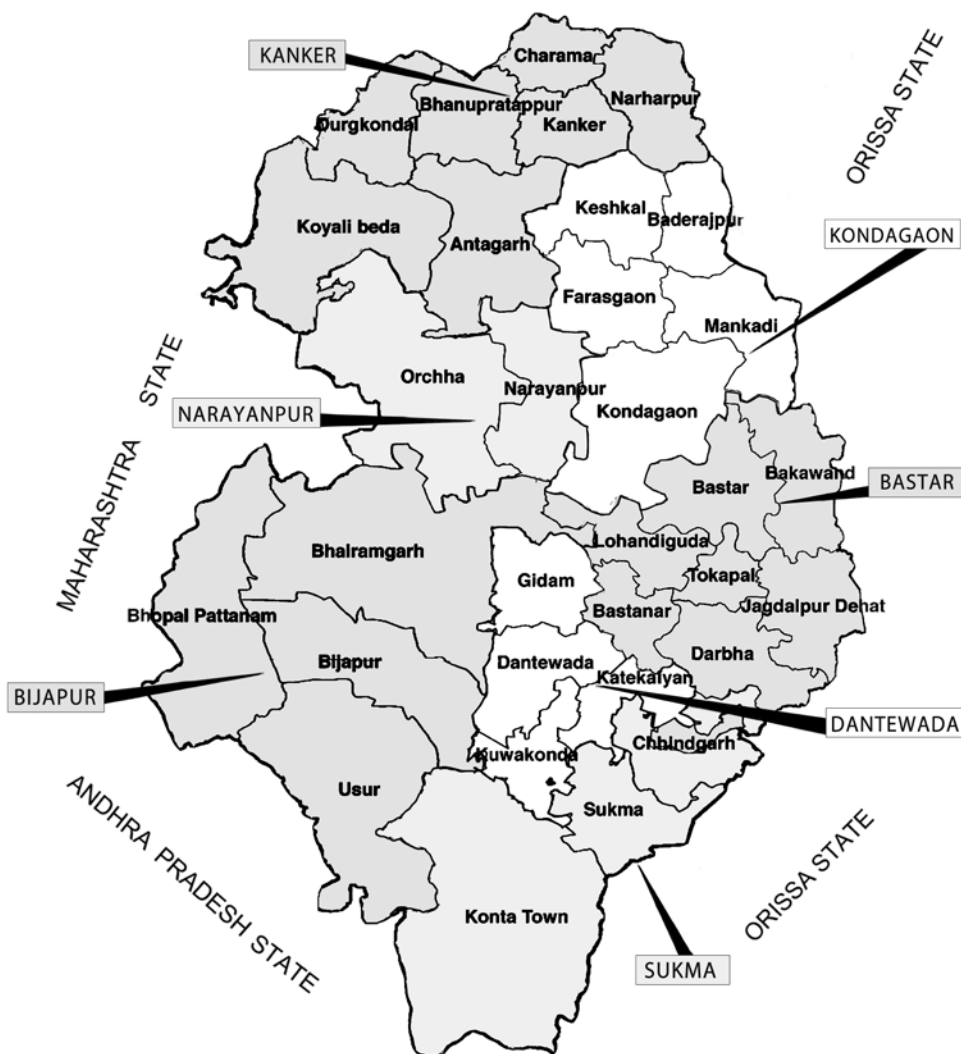 KANKER
Charama
Narharpur
Bhanupratappur
Durgkondal
Kanker
ORISSA STATE
Keshkal
Baderajpur
Koyali beda
Antagarh
KONDAGAON
Farasgaon
Mankadi
Orchha
Narayanpur
Kondagaon
NARAYANPUR
MAHARASHTRA STATE
Bastar
Bakawand
BASTAR
Bhairamgarh
Lohandiguda
Gidam
Tokapal
Bastanar
Jagdalpur Dehat
Bhopal Pattanam
Bijapur
Dantewada
Darbha
Katekalyan
BIJAPUR
DANTEWADA
Chhindgarh
Kuwakonda
Usur
Sukma
ANDHRA PRADESH STATE
ORISSA STATE
Konta Town
SUKMA